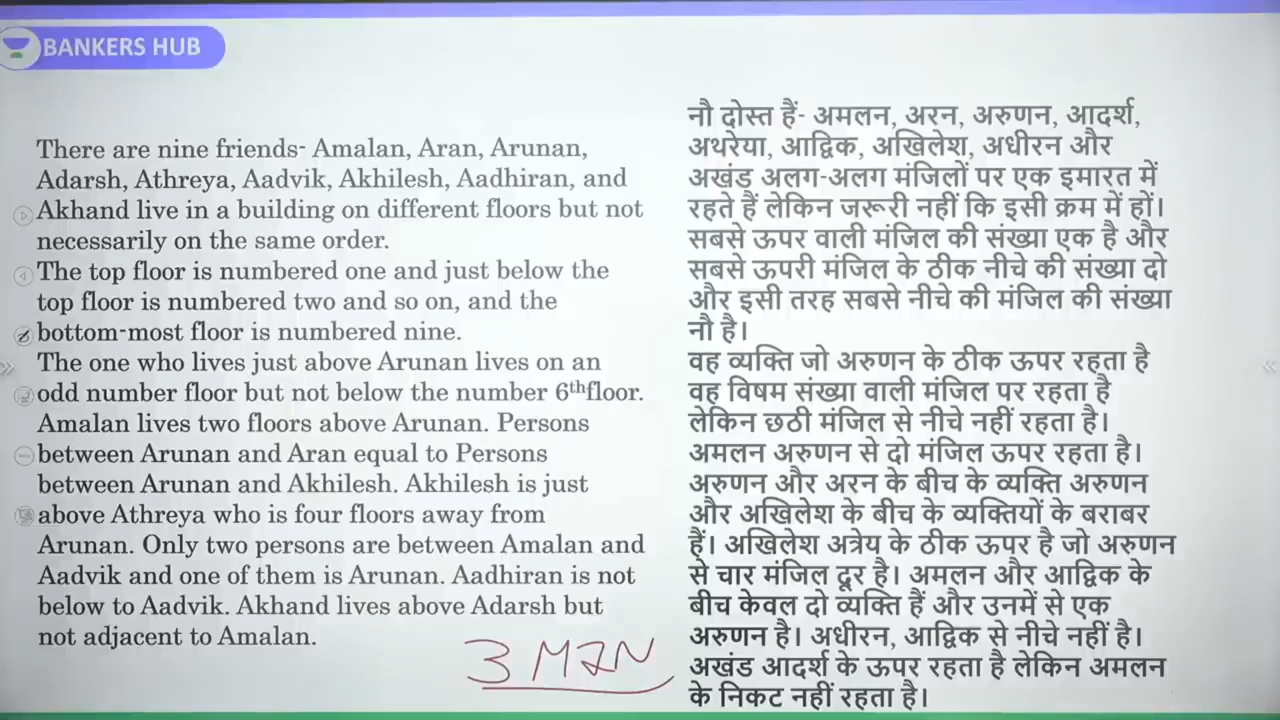 BANKERS HUB
There are nine friends- Amalan, Aran, Arunan,
Adarsh, Athreya, Aadvik, Akhilesh, Aadhiran, and
Akhand live in a building on different floors but not
necessarily on the same order.
The top floor is numbered one and just below the
top floor is numbered two and so on, and the
bottom-most floor is numbered nine.
The one who lives just above Arunan lives on an
odd number floor but not below the number 6thfloor.
Amalan lives two floors above Arunan. Persons
between Arunan and Aran equal to Persons
between Arunan and Akhilesh. Akhilesh is just
above Athreya who is four floors away from
Arunan. Only two persons are between Amalan and
Aadvik and one of them is Arunan. Aadhiran is not
below to Aadvik. Akhand lives above Adarsh but
not adjacent to Amalan.
3 MIN
नौ दोस्त हैं- अमलन, अरन, अरुणन, आदर्श,
अथरेया, आद्विक, अखिलेश, अधीरन और
अखंड अलग-अलग मंजिलों पर एक इमारत में
रहते हैं लेकिन जरूरी नहीं कि इसी क्रम में हों।
सबसे ऊपर वाली मंजिल की संख्या एक है और
सबसे ऊपरी मंजिल के ठीक नीचे की संख्या दो
और इसी तरह सबसे नीचे की मंजिल की संख्या
नौ है।
वह व्यक्ति जो अरुणन के ठीक ऊपर रहता है
वह विषम संख्या वाली मंजिल पर रहता है
लेकिन छठी मंजिल से नीचे नहीं रहता है।
अमलन अरुणन से दो मंजिल ऊपर रहता है।
अरुणन और अरन के बीच के व्यक्ति अरुणन
और अखिलेश के बीच के व्यक्तियों के बराबर
हैं। अखिलेश अत्रेय के ठीक ऊपर है जो अरुणन
से चार मंजिल दूर है। अमलन और आद्विक के
बीच केवल दो व्यक्ति हैं और उनमें से एक
अरुणन है। अधीरन, आद्विक से नीचे नहीं है।
अखंड आदर्श के ऊपर रहता है लेकिन अमलन
के निकट नहीं रहता है।